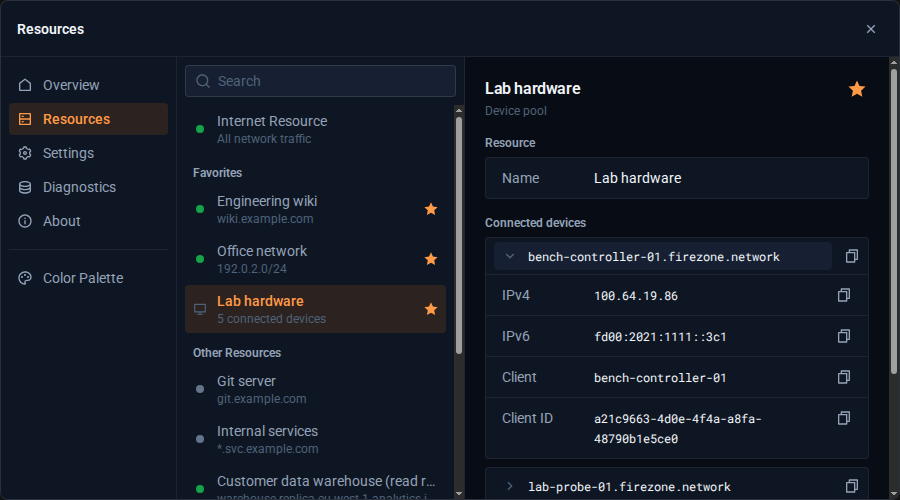 Resources
Overview
Resources
Settings
Diagnostics
About
Color Palette
Search
Internet Resource
All network traffic
Favorites
Engineering wiki
wiki.example.com
Office network
192.0.2.0/24
Lab hardware
5 connected devices
Other Resources
Git server
git.example.com
Internal services
*.svc.example.com
Customer data warehouse (read r…
Lab hardware
Device pool
Resource
Name Lab hardware
Connected devices
bench-controller-01.firezone.network
IPv4 100.64.19.86
IPv6 fd00:2021:1111::3c1
Client bench-controller-01
Client ID a21c9663-4d0e-4f4a-a8fa-
48790b1e5ce0
lab-probe-01.firezone.network